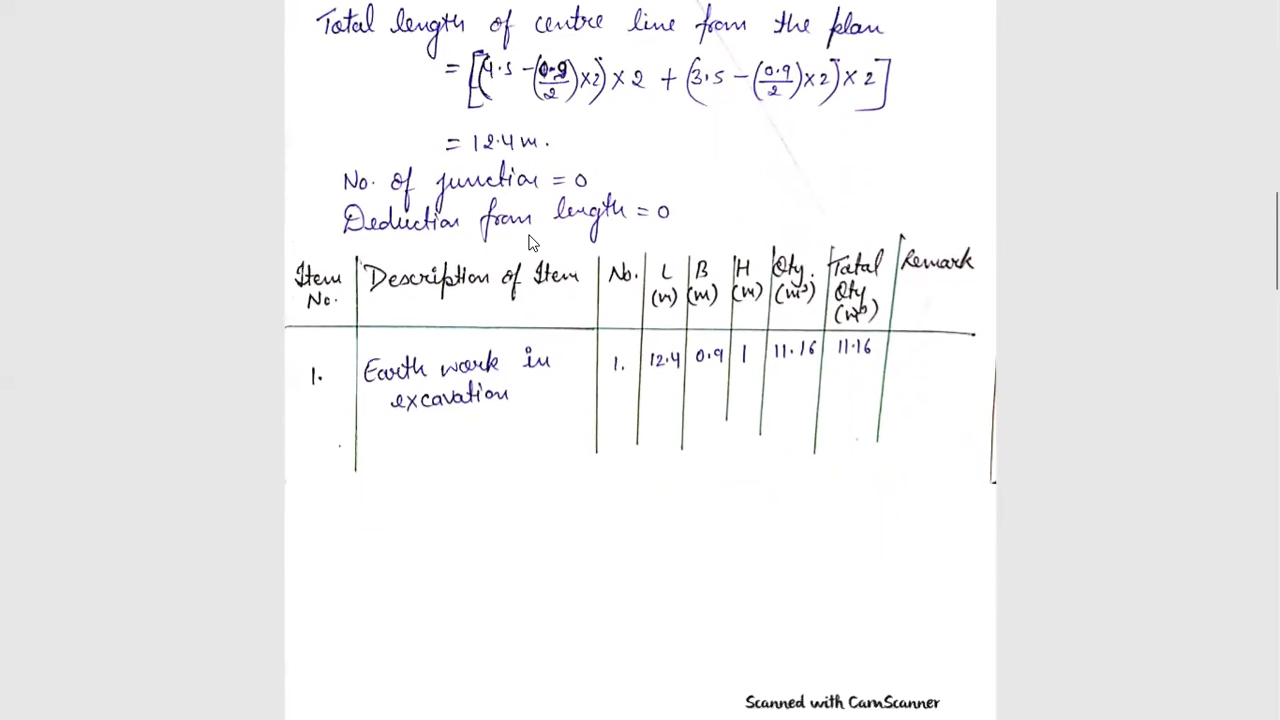 Total length of centre line from the plan
= [(4.5 - (0.9/2) × 2) × 2 + (3.5 - (0.9/2) × 2) × 2]
= 12.4 m.
No. of junction = 0
Deduction from length = 0
Item No. | Description of Item | No. | L (m) | B (m) | H (m) | Qty. (m³) | Total Qty (m³) | Remark
1. | Earth work in excavation | 1. | 12.4 | 0.9 | 1 | 11.16 | 11.16
Scanned with CamScanner